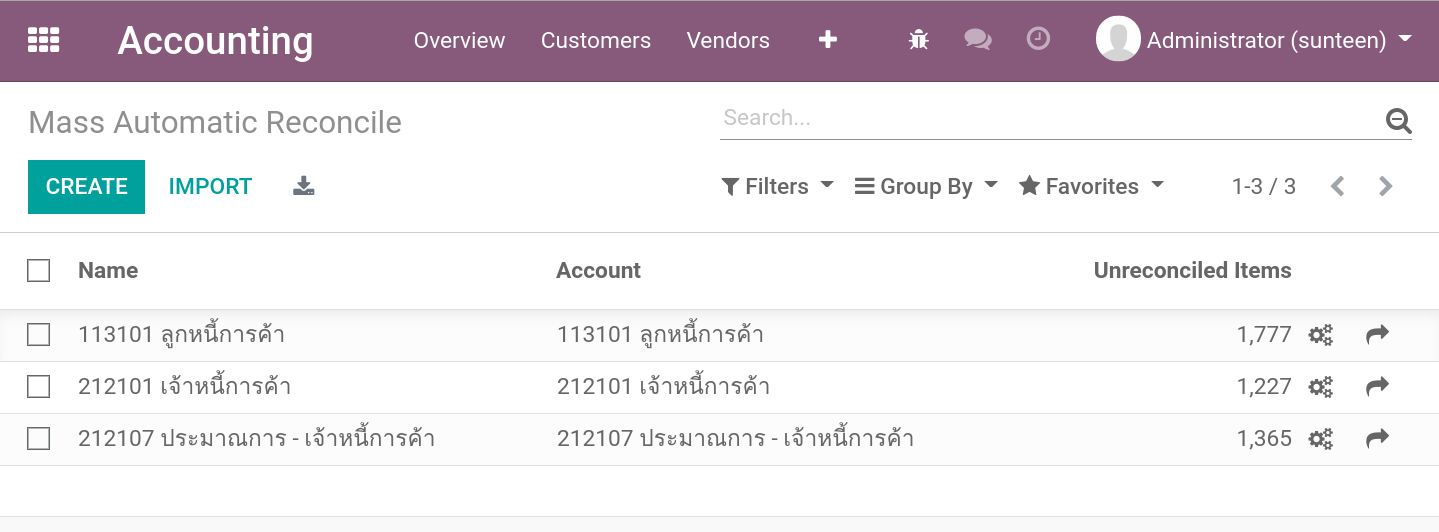 Accounting Overview Customers Vendors Administrator (sunteen)
Mass Automatic Reconcile Search...
CREATE IMPORT Filters Group By Favorites 1-3 / 3
Name Account Unreconciled Items
113101 ลูกหนี้การค้า 113101 ลูกหนี้การค้า 1,777
212101 เจ้าหนี้การค้า 212101 เจ้าหนี้การค้า 1,227
212107 ประมาณการ - เจ้าหนี้การค้า 212107 ประมาณการ - เจ้าหนี้การค้า 1,365